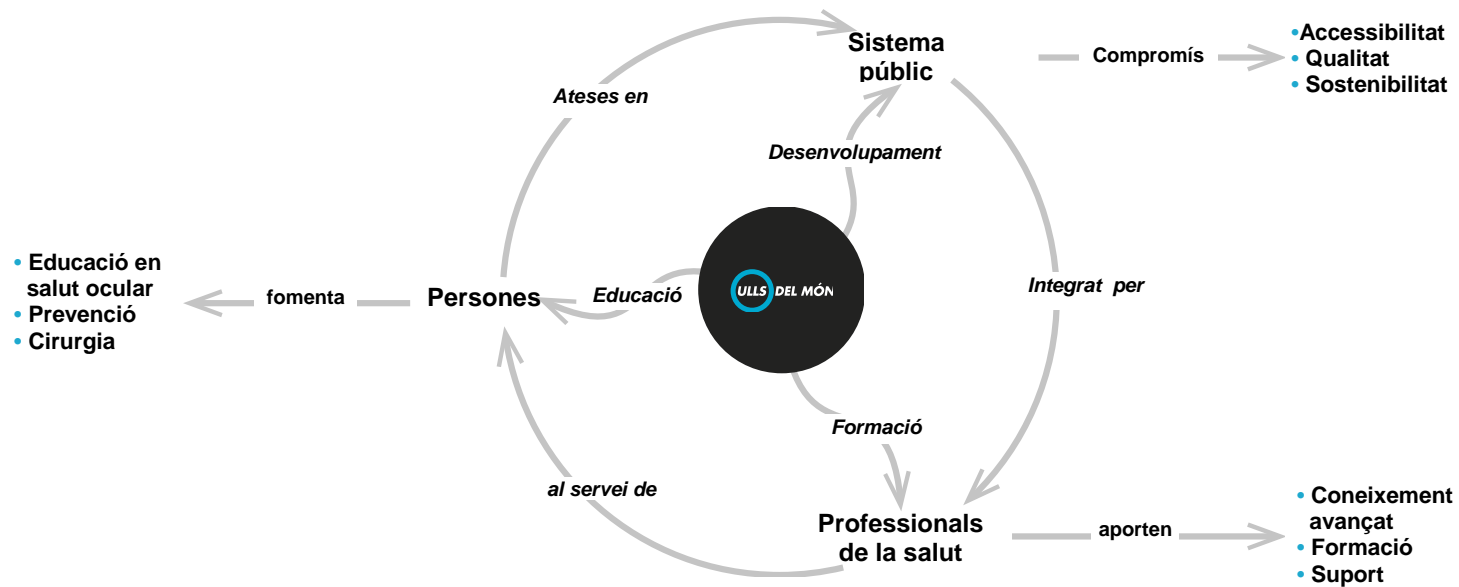 Sistema
públic
Compromís
•Accessibilitat
• Qualitat
• Sostenibilitat
Ateses en
Desenvolupament
• Educació en
salut ocular
• Prevenció
• Cirurgia
fomenta
Persones
Educació
ULLS DEL MÓN
Integrat per
Formació
al servei de
Professionals
de la salut
aporten
• Coneixement
avançat
• Formació
• Suport